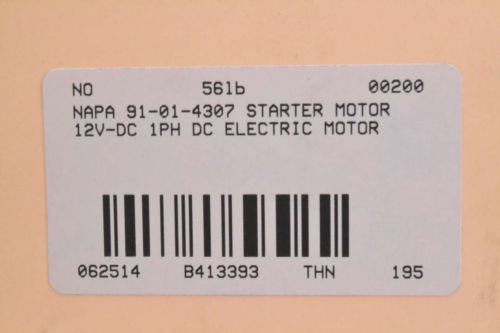 NO 561b 00200
NAPA 91-01-4307 STARTER MOTOR
12V-DC 1PH DC ELECTRIC MOTOR
062514 B413393 THN 195